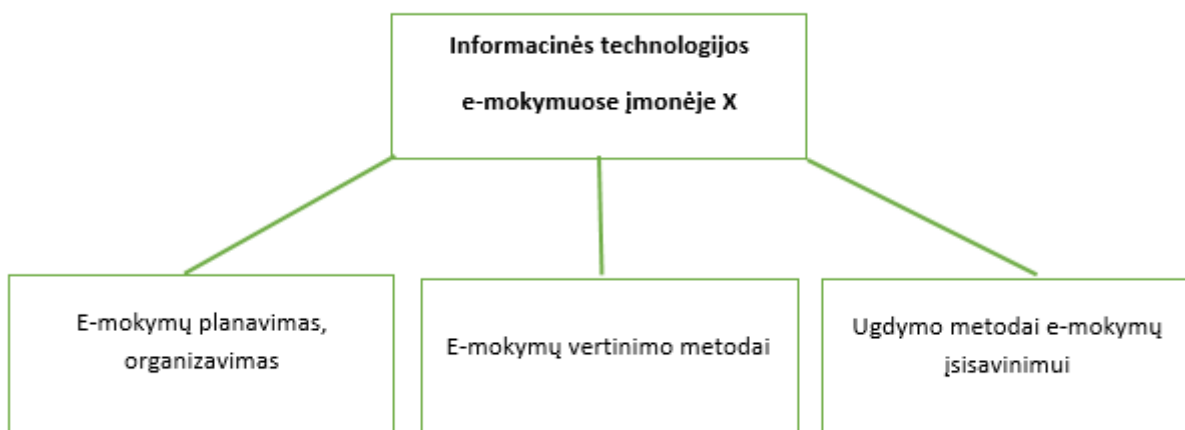 Informacinės technologijos
e-mokymuose įmonėje X
E-mokymų planavimas,
organizavimas
E-mokymų vertinimo metodai
Ugdymo metodai e-mokymų
įsisavinimui